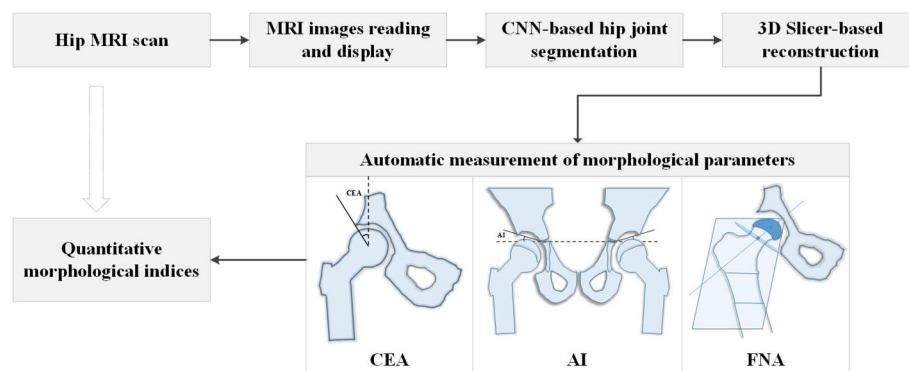 Hip MRI scan
MRI images reading
and display
CNN-based hip joint
segmentation
3D Slicer-based
reconstruction
Automatic measurement of morphological parameters
CEA
AI
Quantitative
morphological indices
CEA
AI
FNA